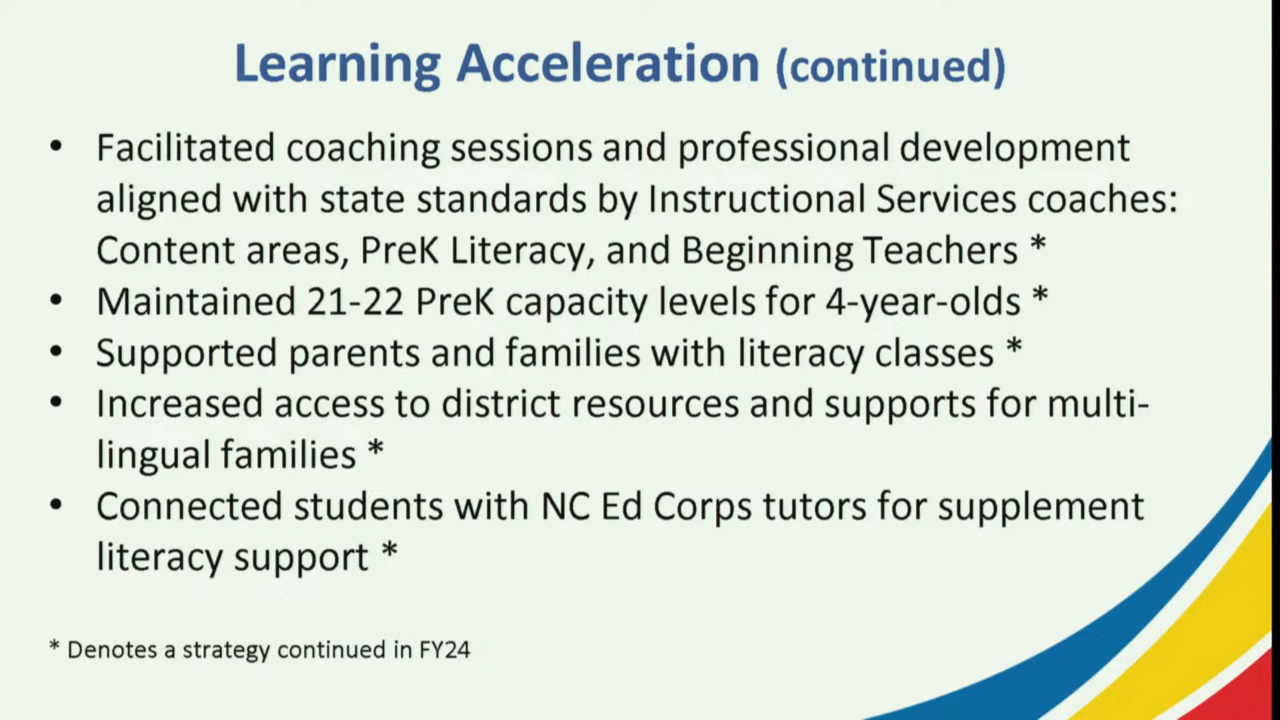 Learning Acceleration (continued)
• Facilitated coaching sessions and professional development
aligned with state standards by Instructional Services coaches:
Content areas, PreK Literacy, and Beginning Teachers *
• Maintained 21-22 PreK capacity levels for 4-year-olds *
• Supported parents and families with literacy classes *
• Increased access to district resources and supports for multi-
lingual families *
• Connected students with NC Ed Corps tutors for supplement
literacy support *
* Denotes a strategy continued in FY24